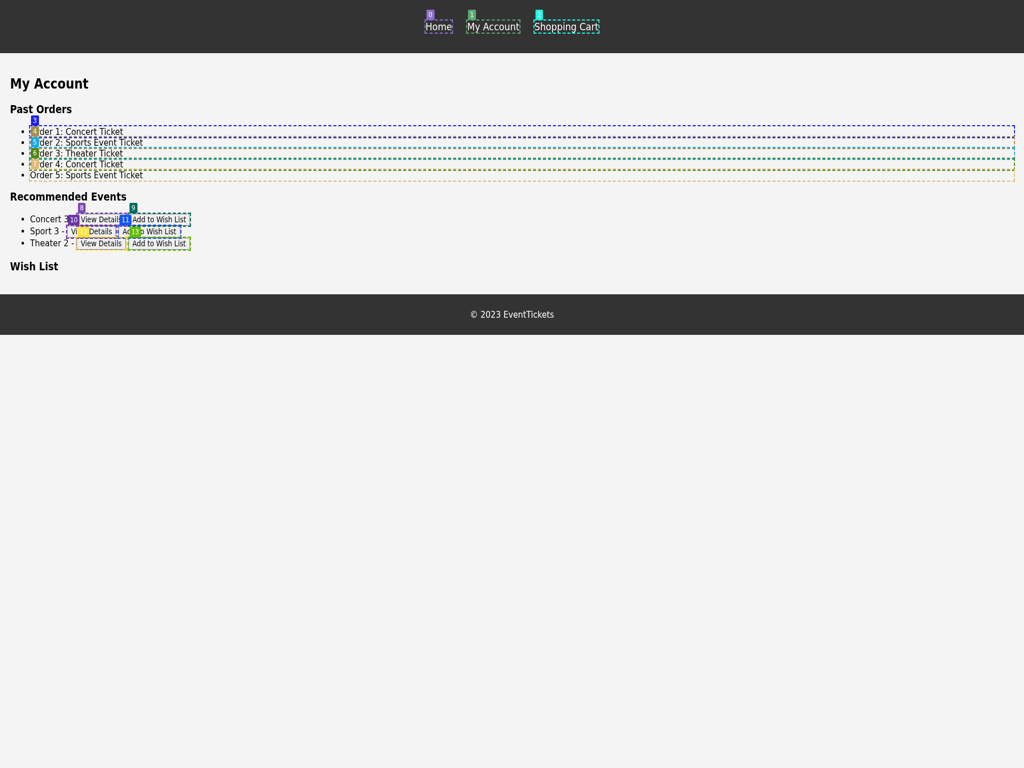 0 1 2
Home My Account Shopping Cart
My Account
Past Orders
3
4 der 1: Concert Ticket
5 der 2: Sports Event Ticket
6 der 3: Theater Ticket
der 4: Concert Ticket
Order 5: Sports Event Ticket
Recommended Events
8 9
Concert 3 View Details Add to Wish List
10 11
Sport 3 - Vi Details Ad to Wish List
13
Theater 2 - View Details Add to Wish List
Wish List
© 2023 EventTickets